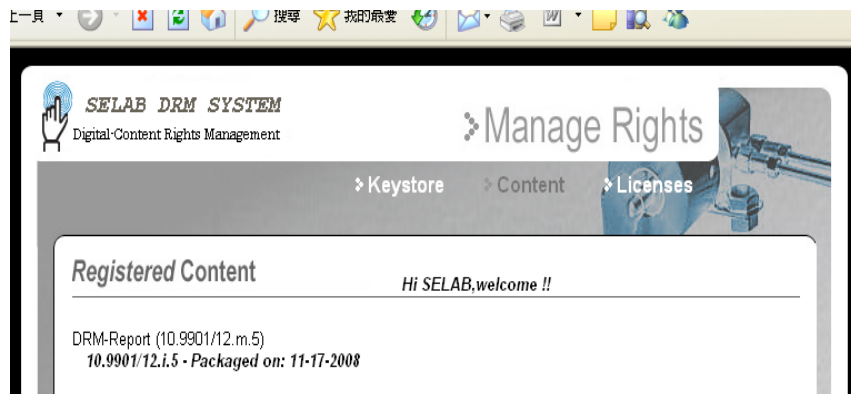 上一頁 搜尋 我的最愛
SELAB DRM SYSTEM
Digital-Content Rights Management
Manage Rights
Keystore Content Licenses
Registered Content
Hi SELAB,welcome !!
DRM-Report (10.9901/12.m.5)
10.9901/12.i.5 - Packaged on: 11-17-2008